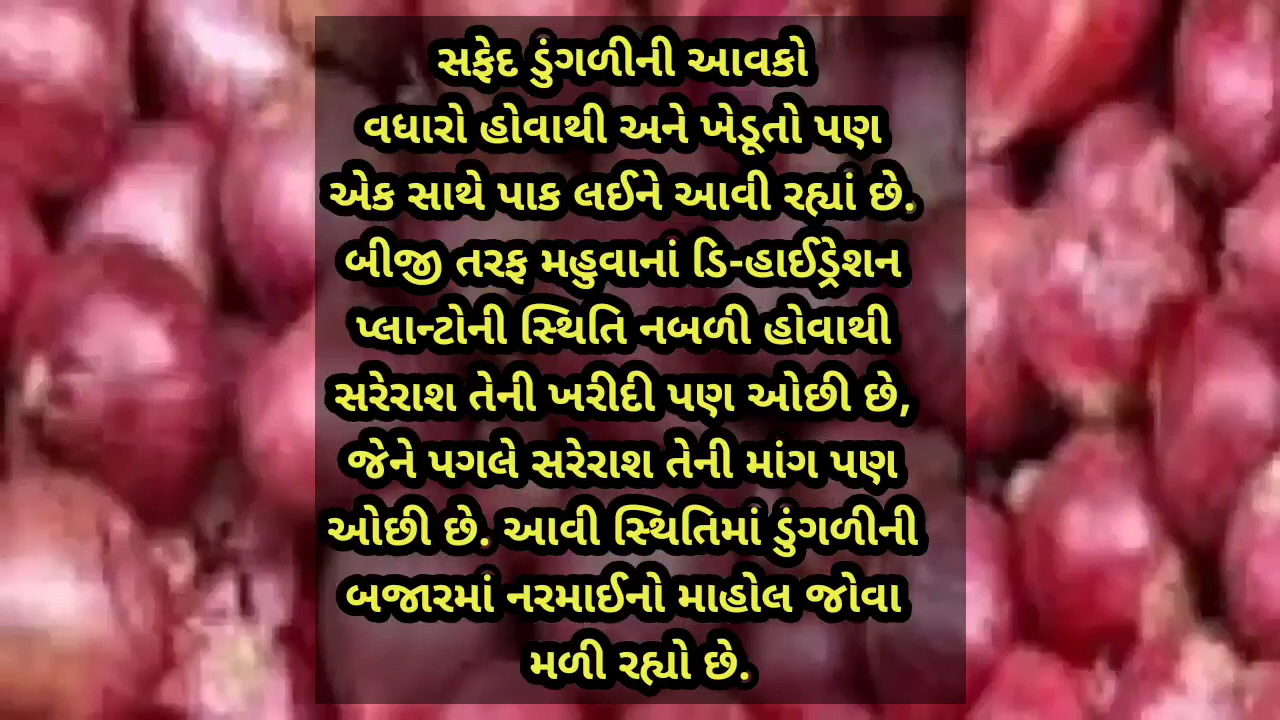 સફેદ ડુંગળીની આવકો
વધારો હોવાથી અને ખેડૂતો પણ
એક સાથે પાક લઈને આવી રહ્યાં છે.
બીજી તરફ મહુવાનાં ડિ-હાઈડ્રેશન
પ્લાન્ટોની સ્થિતિ નબળી હોવાથી
સરેરાશ તેની ખરીદી પણ ઓછી છે,
જેને પગલે સરેરાશ તેની માંગ પણ
ઓછી છે. આવી સ્થિતિમાં ડુંગળીની
બજારમાં નરમાઈનો માહોલ જોવા
મળી રહ્યો છે.